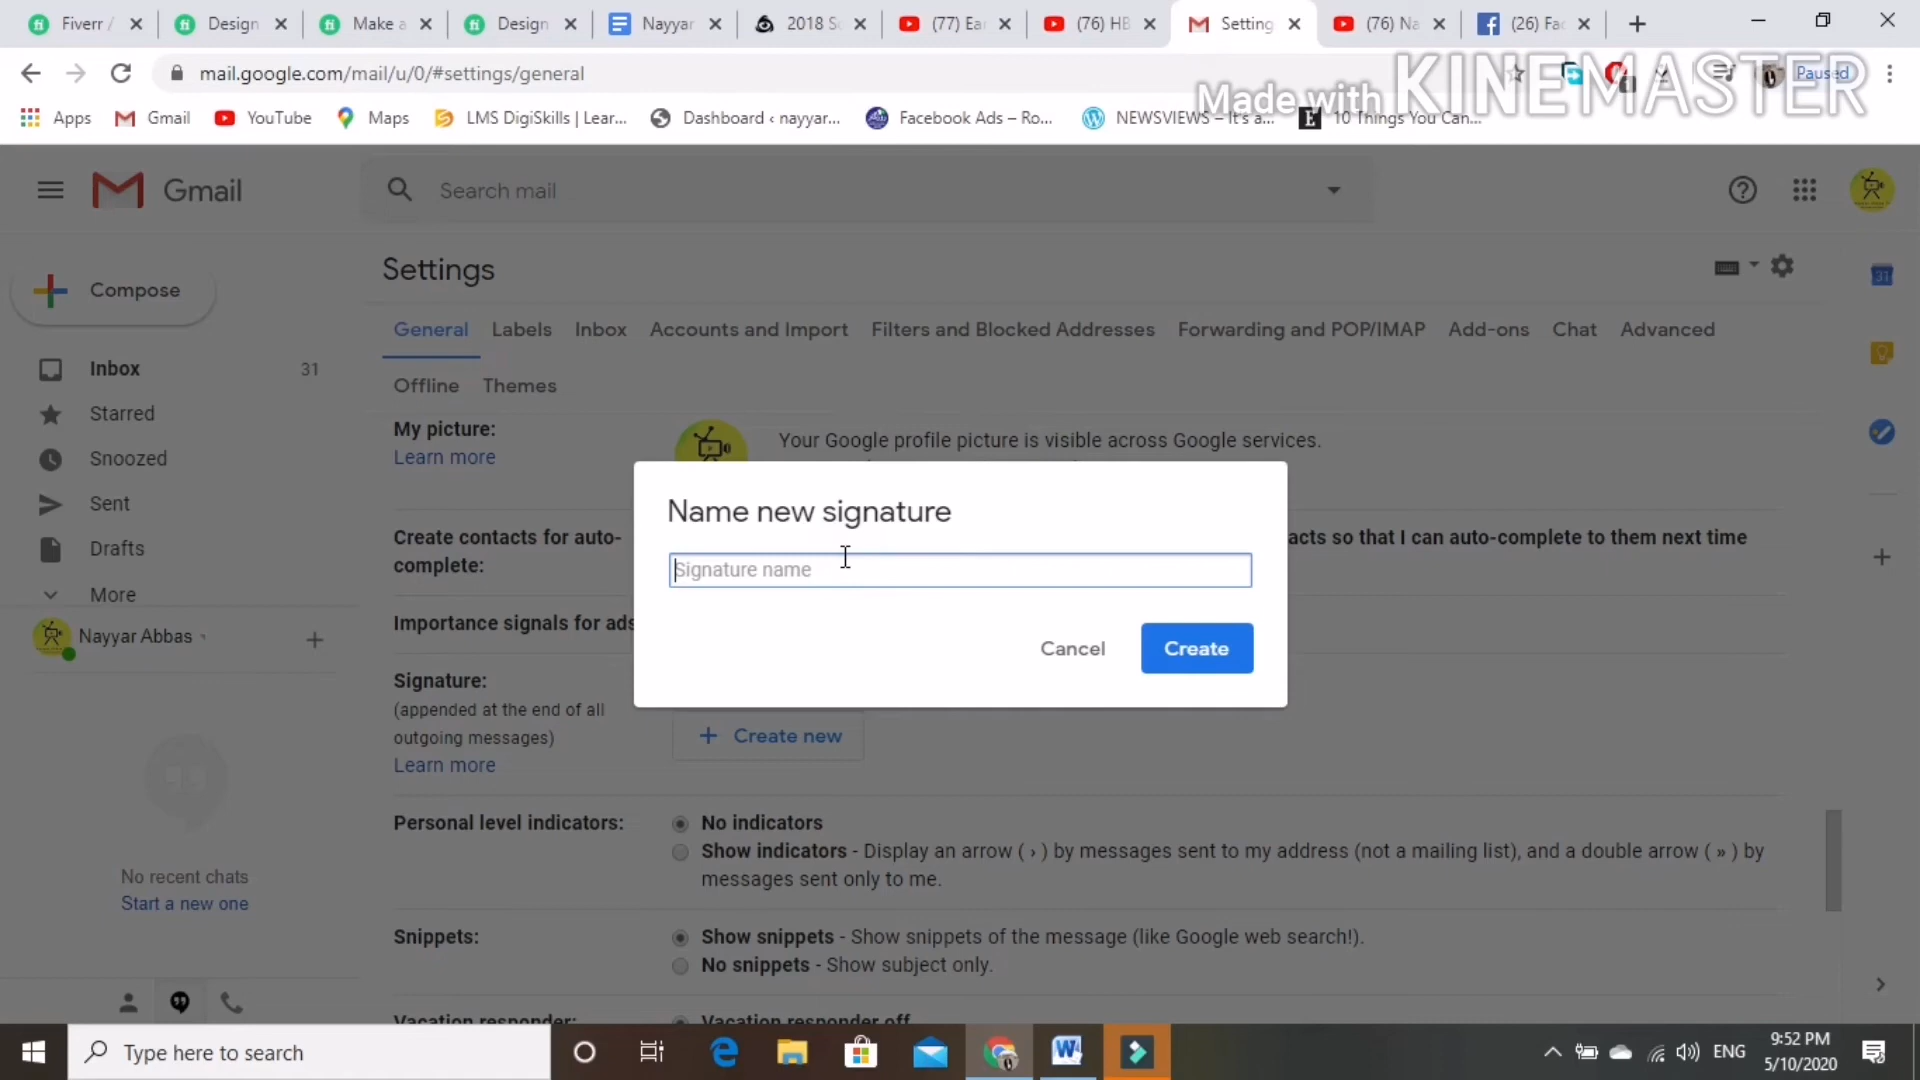 Fiverr /
Design
Make a
Design
Nayyar
2018 S
(77) Ear
(76) HB
Setting
(76) Na
(26) Fac
mail.google.com/mail/u/0/#settings/general
Paused
Made with KINEMASTER
Apps
Gmail
YouTube
Maps
LMS DigiSkills | Lear...
Dashboard ‹ nayyar...
Facebook Ads – Ro...
NEWSVIEWS – It's a...
10 Things You Can...
Gmail
Search mail
Compose
Settings
General Labels Inbox Accounts and Import Filters and Blocked Addresses Forwarding and POP/IMAP Add-ons Chat Advanced
Offline Themes
Inbox 31
Starred
Snoozed
Sent
Drafts
More
Nayyar Abbas
No recent chats
Start a new one
My picture:
Learn more
Your Google profile picture is visible across Google services.
Create contacts for auto-
complete:
acts so that I can auto-complete to them next time
Importance signals for ads
Name new signature
Signature name
Cancel
Create
Signature:
(appended at the end of all
outgoing messages)
Learn more
+ Create new
Personal level indicators:
No indicators
Show indicators - Display an arrow ( › ) by messages sent to my address (not a mailing list), and a double arrow ( » ) by
messages sent only to me.
Snippets:
Show snippets - Show snippets of the message (like Google web search!).
No snippets - Show subject only.
Vacation responder:
Vacation responder off
31
Type here to search
ENG
9:52 PM
5/10/2020